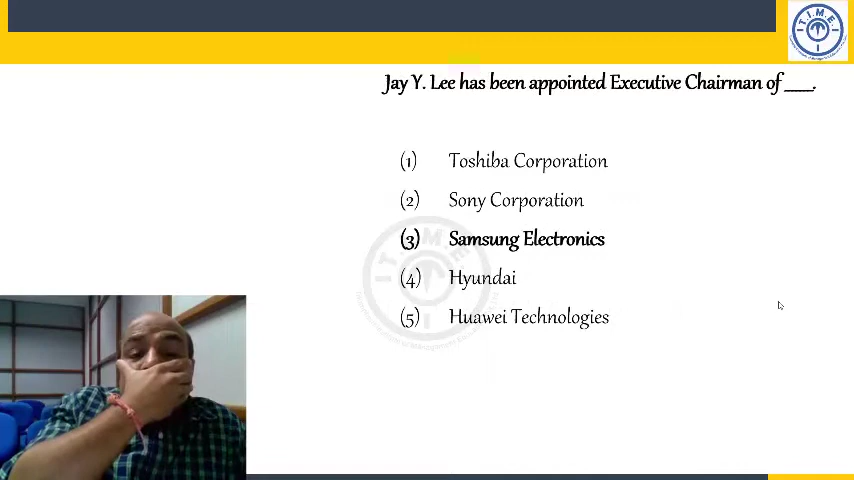 T.I.M.E.
Jay Y. Lee has been appointed Executive Chairman of ____.
(1) Toshiba Corporation
(2) Sony Corporation
(3) Samsung Electronics
(4) Hyundai
(5) Huawei Technologies
T.I.M.E.